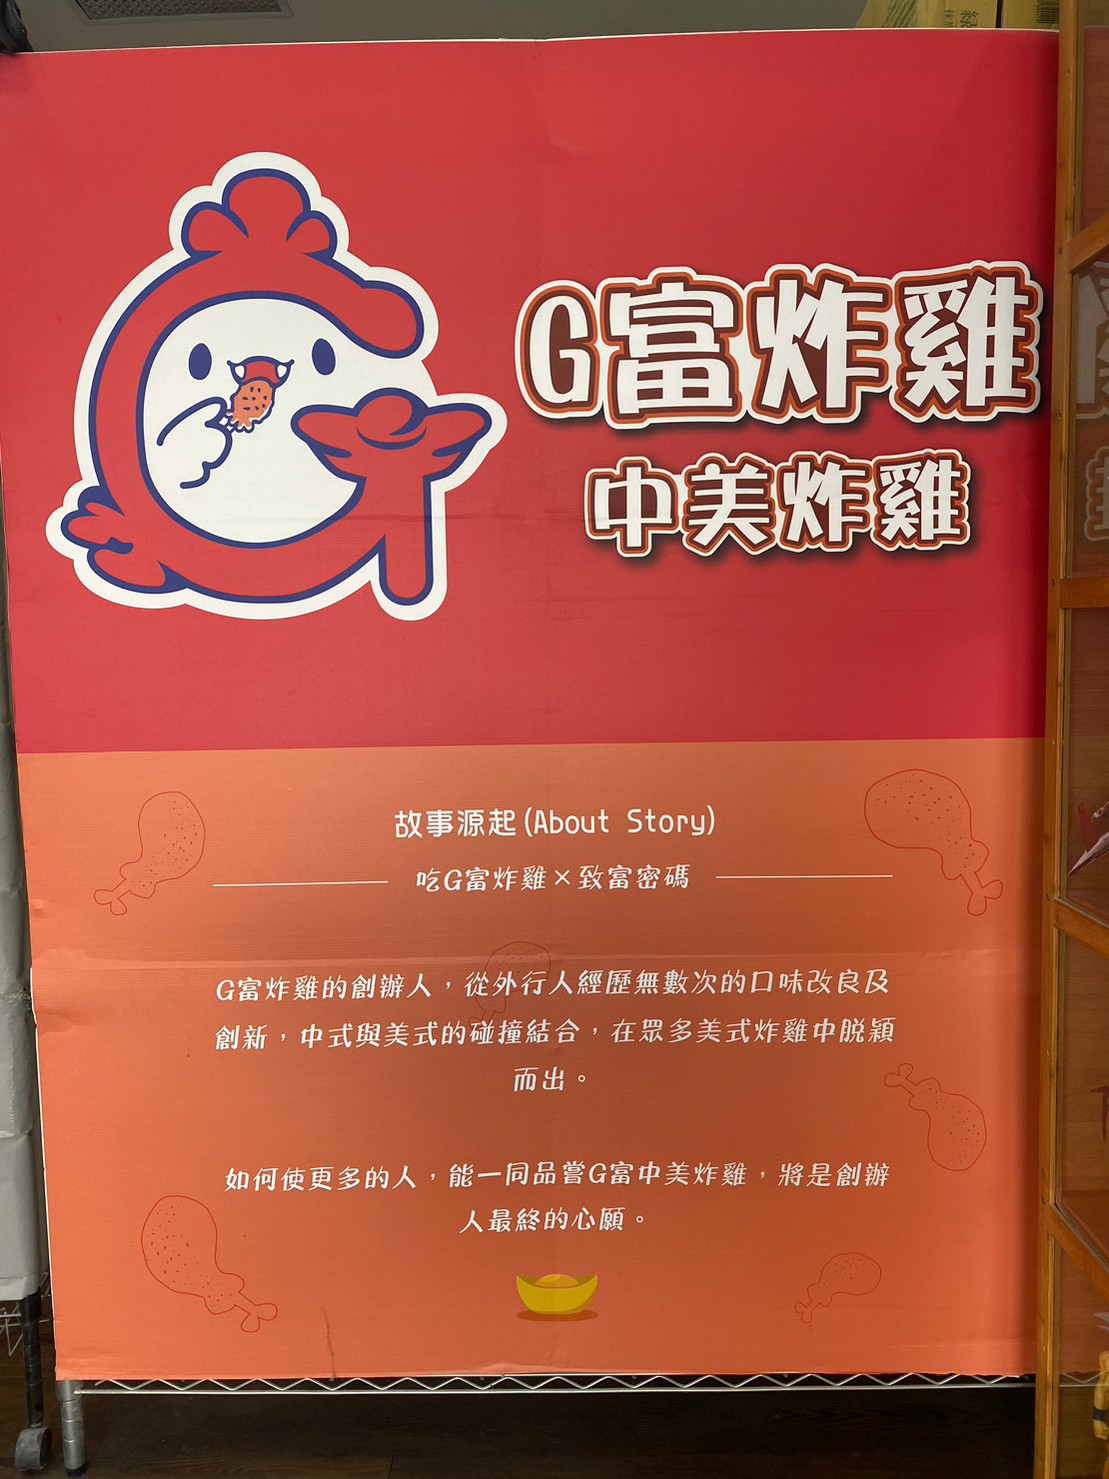 G富炸雞
中美炸雞
故事源起(About Story)
吃G富炸雞×致富密碼
G富炸雞的創辦人，從外行人經歷無數次的口味改良及
創新，中式與美式的碰撞結合，在眾多美式炸雞中脫穎
而出。
如何使更多的人，能一同品嘗G富中美炸雞，將是創辦
人最終的心願。